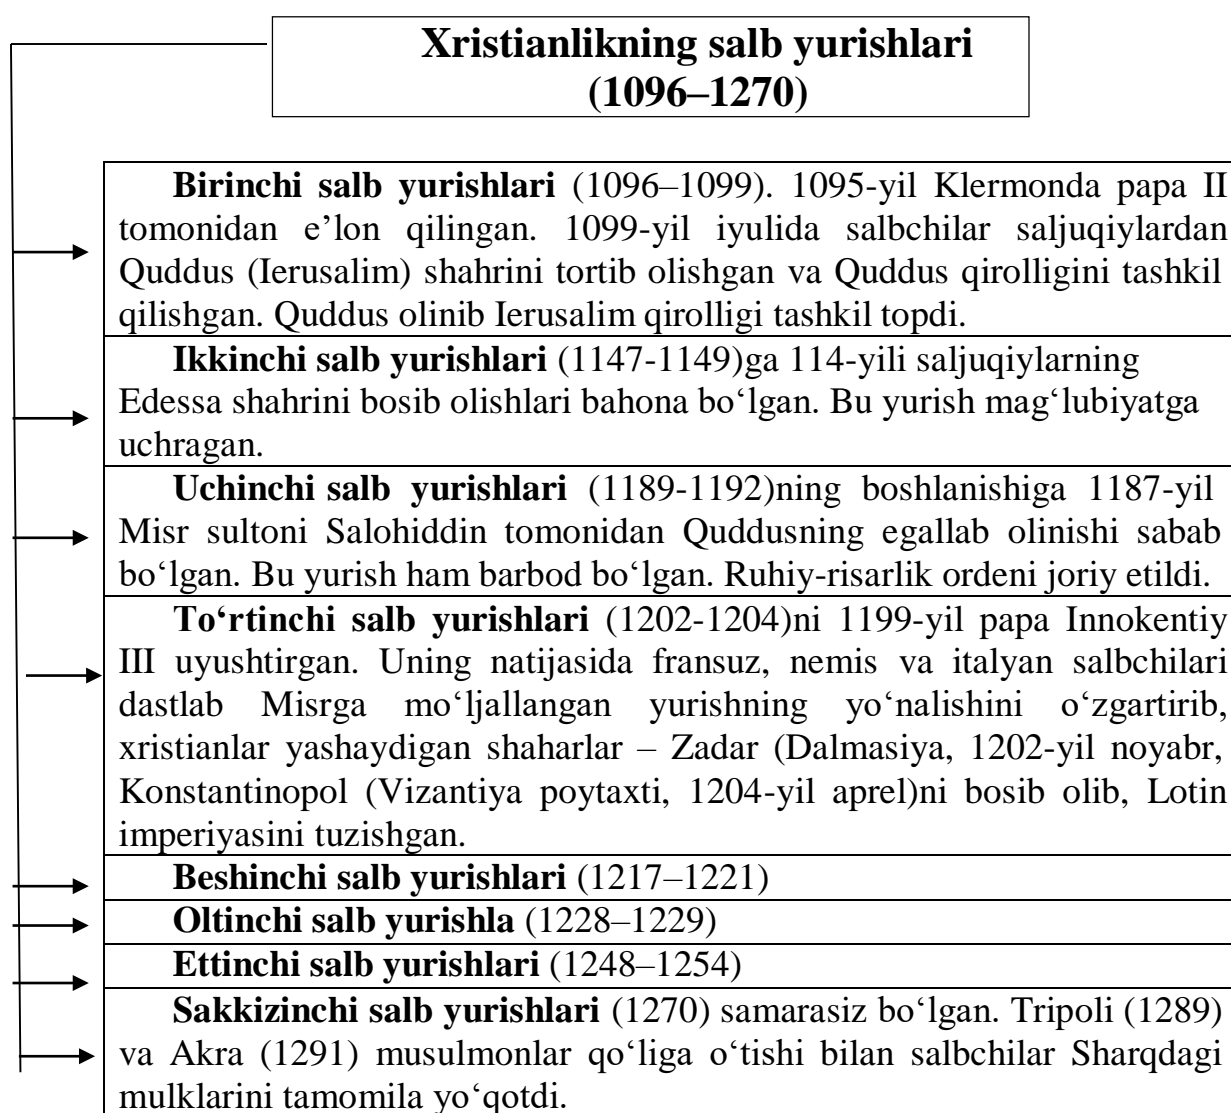 Xristianlikning salb yurishlari
(1096–1270)
Birinchi salb yurishlari (1096–1099). 1095-yil Klermonda papa II
tomonidan e’lon qilingan. 1099-yil iyulida salbchilar saljuqiylardan
Quddus (Ierusalim) shahrini tortib olishgan va Quddus qirolligini tashkil
qilishgan. Quddus olinib Ierusalim qirolligi tashkil topdi.
Ikkinchi salb yurishlari (1147-1149)ga 114-yili saljuqiylarning
Edessa shahrini bosib olishlari bahona bo‘lgan. Bu yurish mag‘lubiyatga
uchragan.
Uchinchi salb yurishlari (1189-1192)ning boshlanishiga 1187-yil
Misr sultoni Salohiddin tomonidan Quddusning egallab olinishi sabab
bo‘lgan. Bu yurish ham barbod bo‘lgan. Ruhiy-risarlik ordeni joriy etildi.
To‘rtinchi salb yurishlari (1202-1204)ni 1199-yil papa Innokentiy
III uyushtirgan. Uning natijasida fransuz, nemis va italyan salbchilari
dastlab Misrga mo‘ljallangan yurishning yo‘nalishini o‘zgartirib,
xristianlar yashaydigan shaharlar – Zadar (Dalmasiya, 1202-yil noyabr,
Konstantinopol (Vizantiya poytaxti, 1204-yil aprel)ni bosib olib, Lotin
imperiyasini tuzishgan.
Beshinchi salb yurishlari (1217–1221)
Oltinchi salb yurishla (1228–1229)
Ettinchi salb yurishlari (1248–1254)
Sakkizinchi salb yurishlari (1270) samarasiz bo‘lgan. Tripoli (1289)
va Akra (1291) musulmonlar qo‘liga o‘tishi bilan salbchilar Sharqdagi
mulklarini tamomila yo‘qotdi.